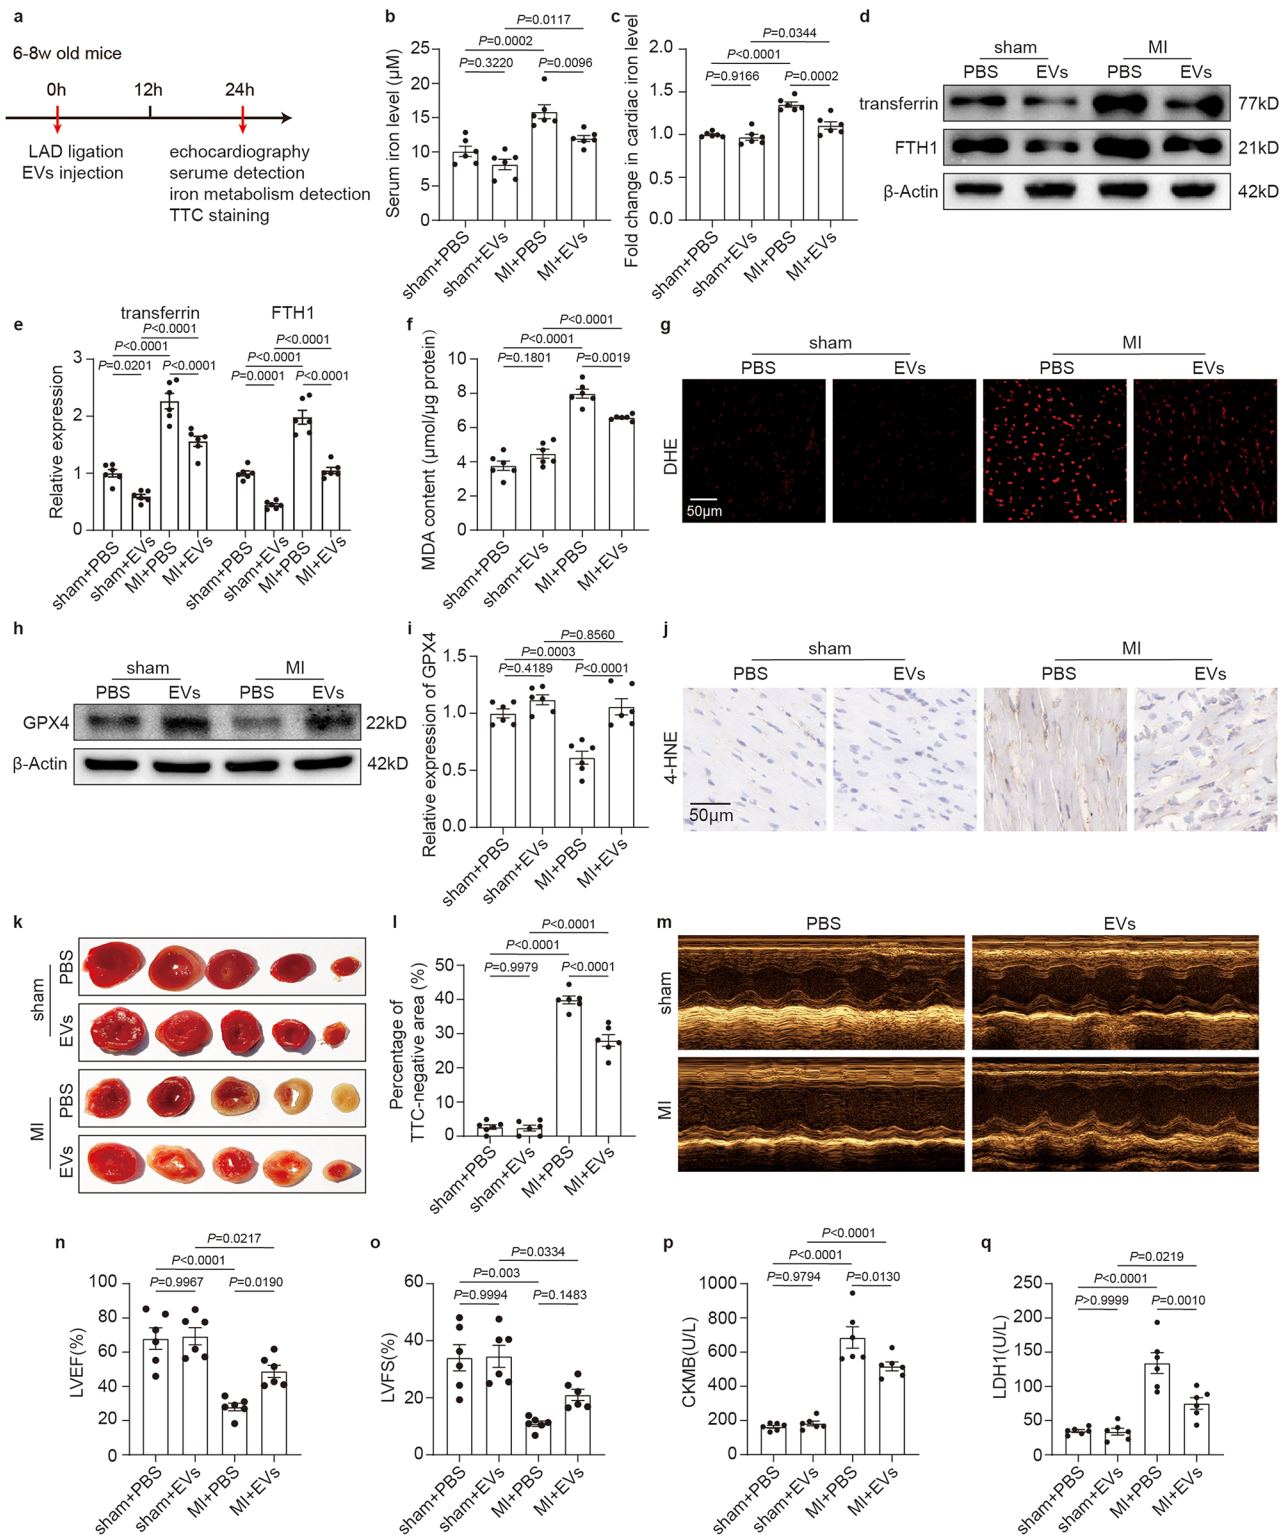 a
6-8w old mice
0h 12h 24h
LAD ligation
EVs injection
echocardiography
serume detection
iron metabolism detection
TTC staining
b
P=0.0117
P=0.0002
P=0.3220 P=0.0096
Serum iron level (μM)
25
20
15
10
5
0
sham+PBS
sham+EVs
MI+PBS
MI+EVs
c
P=0.0344
P<0.0001
P=0.9166 P=0.0002
Fold change in cardiac iron level
2.0
1.5
1.0
0.5
0.0
sham+PBS
sham+EVs
MI+PBS
MI+EVs
d
sham MI
PBS EVs PBS EVs
transferrin 77kD
FTH1 21kD
β-Actin 42kD
e
transferrin FTH1
P<0.0001
P<0.0001
P=0.0201 P<0.0001
P<0.0001
P<0.0001
P=0.0001 P<0.0001
Relative expression
3
2
1
0
sham+PBS
sham+EVs
MI+PBS
MI+EVs
sham+PBS
sham+EVs
MI+PBS
MI+EVs
f
P<0.0001
P<0.0001
P=0.1801 P=0.0019
MDA content (μmol/μg protein)
10
8
6
4
2
0
sham+PBS
sham+EVs
MI+PBS
MI+EVs
g
sham MI
PBS EVs PBS EVs
DHE
50μm
h
sham MI
PBS EVs PBS EVs
GPX4 22kD
β-Actin 42kD
i
P=0.8560
P=0.0003
P=0.4189 P<0.0001
Relative expression of GPX4
1.5
1.0
0.5
0.0
sham+PBS
sham+EVs
MI+PBS
MI+EVs
j
sham MI
PBS EVs PBS EVs
4-HNE
50μm
k
sham
PBS
EVs
MI
PBS
EVs
l
P<0.0001
P<0.0001
P=0.9979 P<0.0001
Percentage of
TTC-negative area (%)
50
40
30
20
10
0
sham+PBS
sham+EVs
MI+PBS
MI+EVs
m
PBS EVs
sham
MI
n
P=0.0217
P<0.0001
P=0.9967 P=0.0190
LVEF(%)
100
80
60
40
20
0
sham+PBS
sham+EVs
MI+PBS
MI+EVs
o
P=0.0334
P=0.003
P=0.9994 P=0.1483
LVFS(%)
60
40
20
0
sham+PBS
sham+EVs
MI+PBS
MI+EVs
p
P<0.0001
P<0.0001
P=0.9794 P=0.0130
CKMB(U/L)
1000
800
600
400
200
0
sham+PBS
sham+EVs
MI+PBS
MI+EVs
q
P=0.0219
P<0.0001
P>0.9999 P=0.0010
LDH1(U/L)
250
200
150
100
50
0
sham+PBS
sham+EVs
MI+PBS
MI+EVs